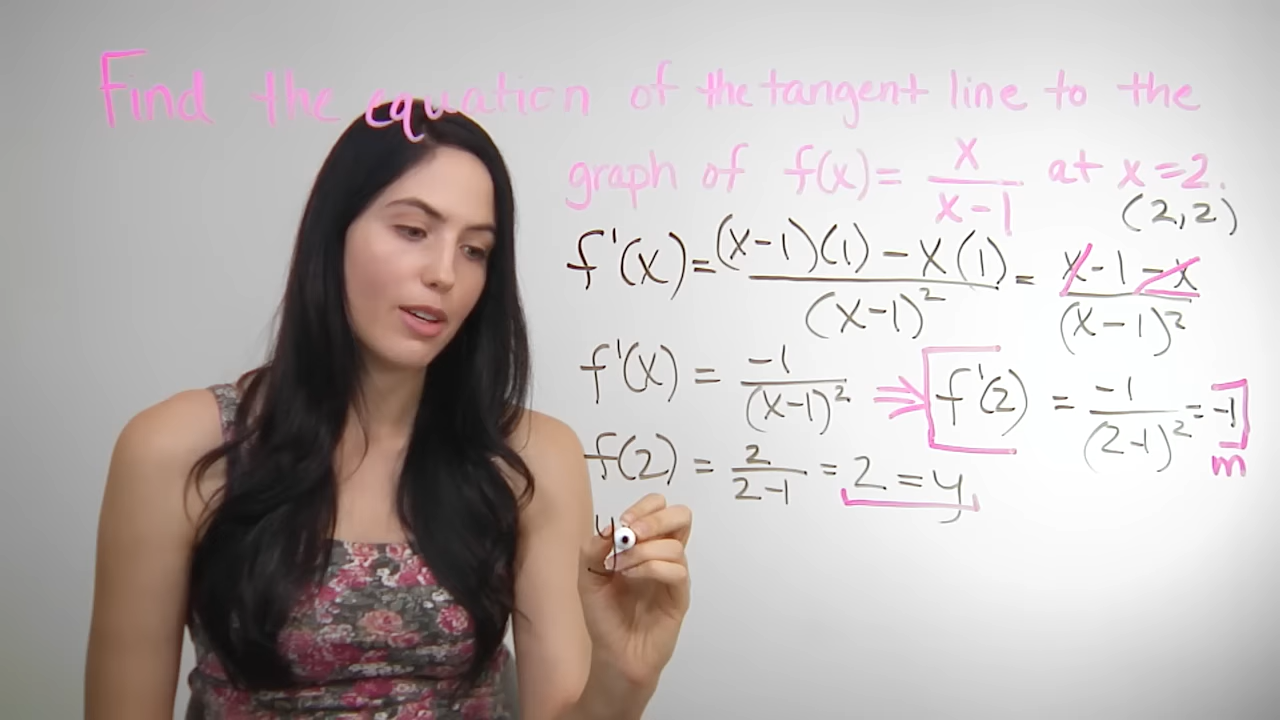 Find the equation of the tangent line to the
graph of f(x) = x/(x-1) at x=2.
(2,2)
f'(x) = ((x-1)(1) - x(1))/(x-1)² = (x-1-x)/(x-1)²
f'(x) = -1/(x-1)² ⇒ f'(2) = -1/(2-1)² = -1
m
f(2) = 2/(2-1) = 2 = y
y